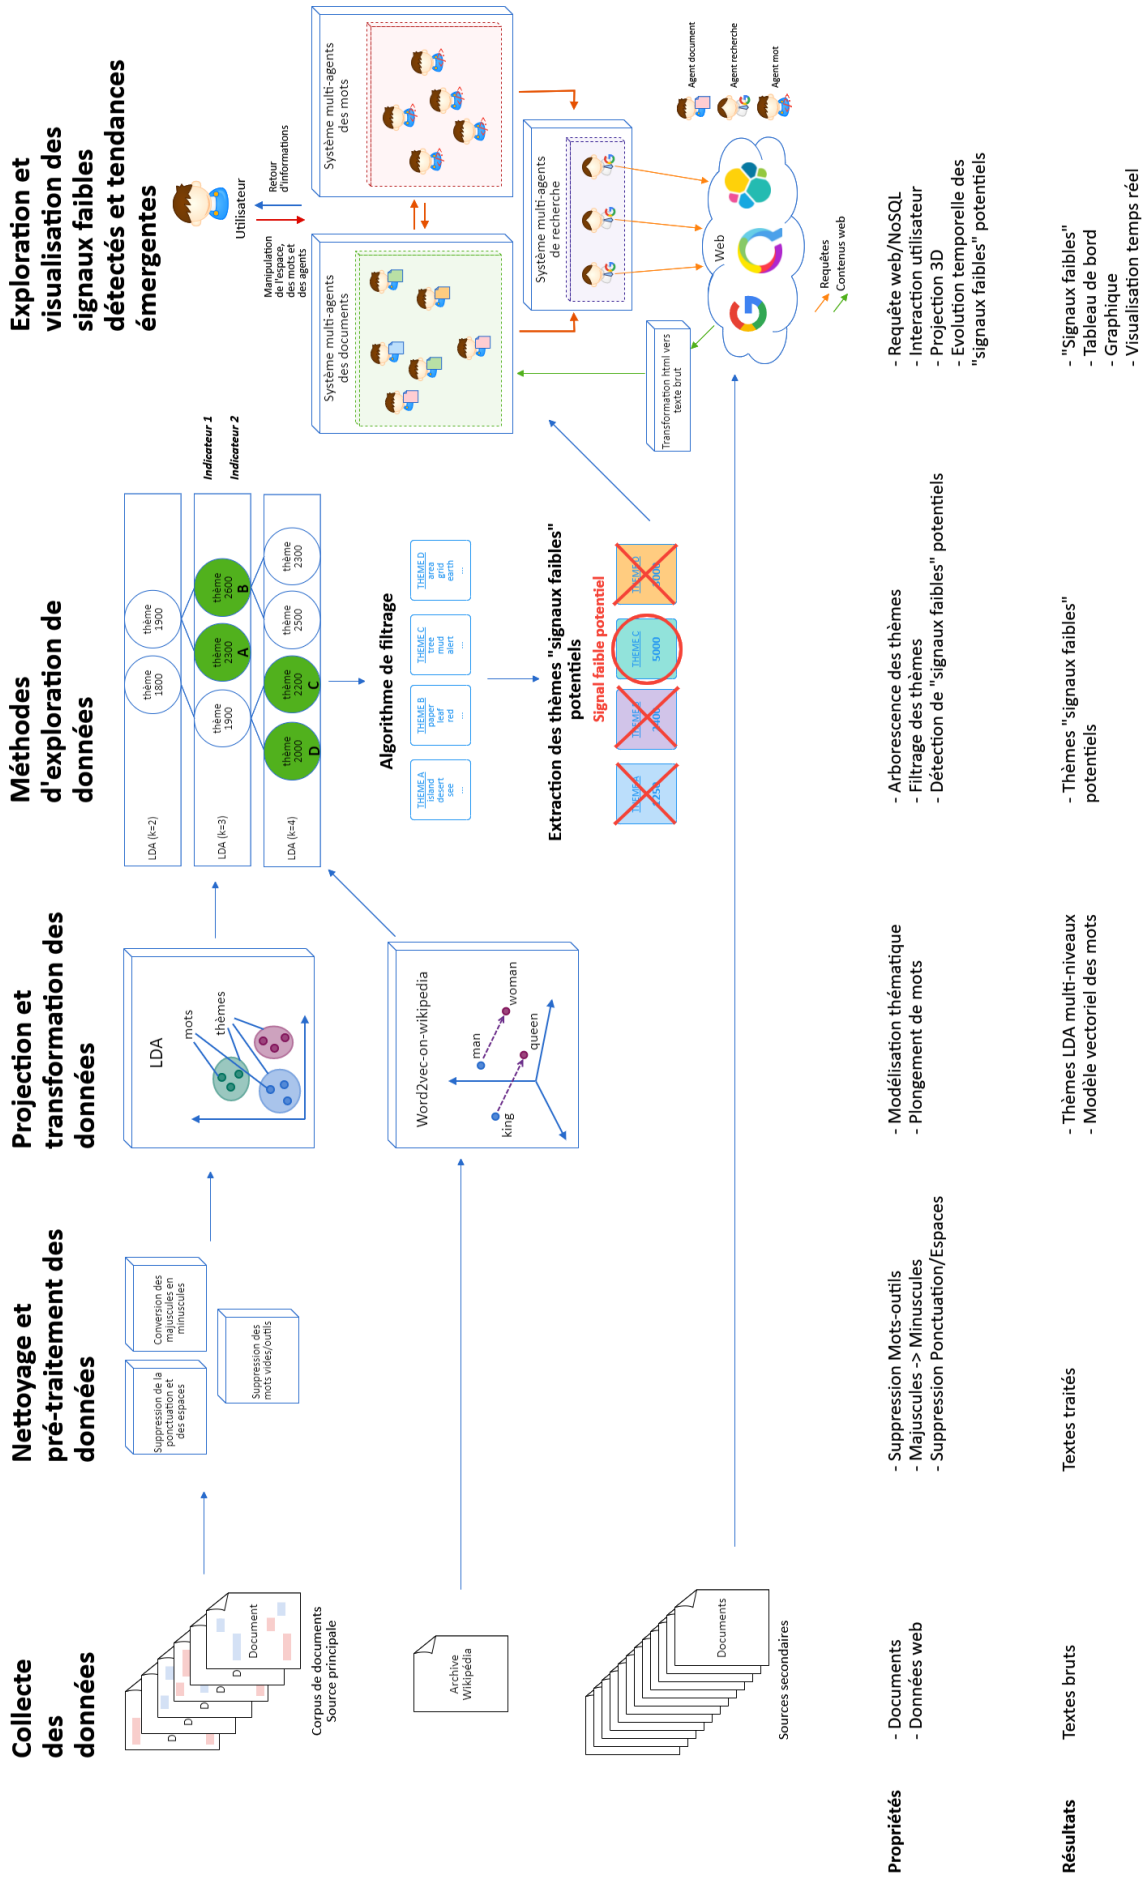 Collecte
des
données
Nettoyage et
pré-traitement des
données
Projection et
transformation des
données
Méthodes
d'exploration de
données
Exploration et
visualisation des
signaux faibles
détectés et tendances
émergentes
D
D
D
D
Document
Corpus de documents
Source principale
Archive
Wikipédia
Documents
Sources secondaires
Suppression de la
ponctuation et
des espaces
Conversion des
majuscules en
minuscules
Suppression des
mots vides/outils
LDA
mots
thèmes
Word2vec-on-wikipedia
man
woman
king
queen
LDA (k=2)
thème
1800
thème
1900
LDA (k=3)
thème
1900
thème
2300
A
thème
2600
B
LDA (k=4)
thème
2000
D
thème
2200
C
thème
2500
thème
2300
Indicateur 1
Indicateur 2
Algorithme de filtrage
THEME A
island
desert
see
...
THEME B
paper
leaf
red
...
THEME C
tree
mud
alert
...
THEME D
area
grid
earth
...
Extraction des thèmes "signaux faibles"
potentiels
Signal faible potentiel
THEME A
THEME C
5000
THEME D
Utilisateur
Manipulation
de l'espace,
des mots et
des agents
Retour
d'informations
Système multi-agents
des documents
Système multi-agents
des mots
Système multi-agents
de recherche
Transformation html vers
texte brut
Web
Agent document
Agent recherche
Agent mot
Requêtes
Contenus web
Propriétés
- Documents
- Données web
- Suppression Mots-outils
- Majuscules -> Minuscules
- Suppression Ponctuation/Espaces
- Modélisation thématique
- Plongement de mots
- Arborescence des thèmes
- Filtrage des thèmes
- Détection de "signaux faibles" potentiels
- Requête web/NoSQL
- Interaction utilisateur
- Projection 3D
- Evolution temporelle des
"signaux faibles" potentiels
Résultats
Textes bruts
Textes traités
- Thèmes LDA multi-niveaux
- Modèle vectoriel des mots
- Thèmes "signaux faibles"
potentiels
- "Signaux faibles"
- Tableau de bord
- Graphique
- Visualisation temps réel